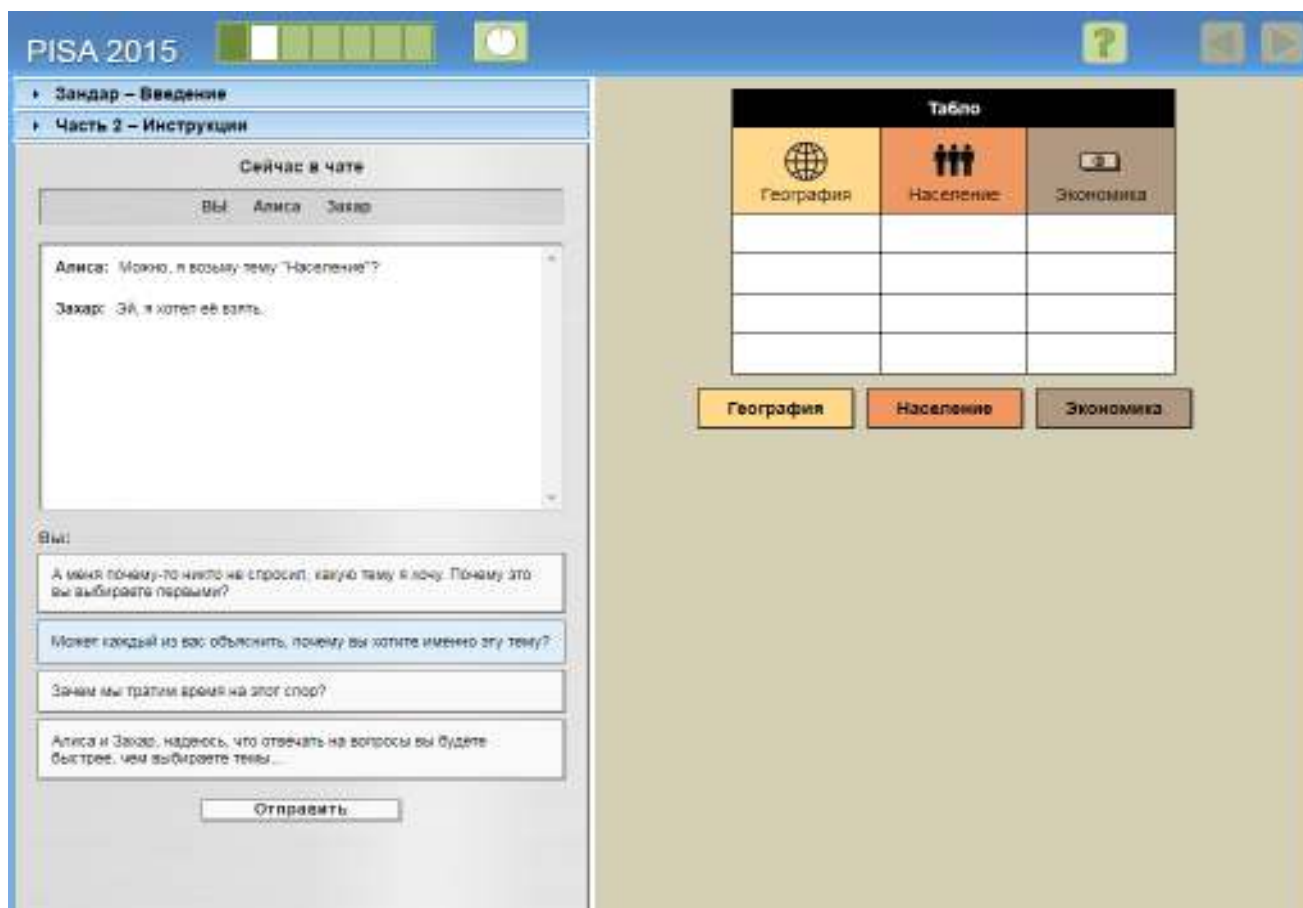 PISA 2015
?
Зандар – Введение
Часть 2 – Инструкции
Сейчас в чате
ВЫ Алиса Захар
Алиса: Можно, я возьму тему "Население"?
Захар: Эй, я хотел её взять.
Вы:
А меня почему-то никто не спросил, какую тему я хочу. Почему это
вы выбираете первыми?
Может каждый из вас объяснить, почему вы хотите именно эту тему?
Зачем мы тратим время на этот спор?
Алиса и Захар, надеюсь, что отвечать на вопросы вы будете
быстрее, чем выбираете темы...
Отправить
Табло
География Население Экономика
География Население Экономика